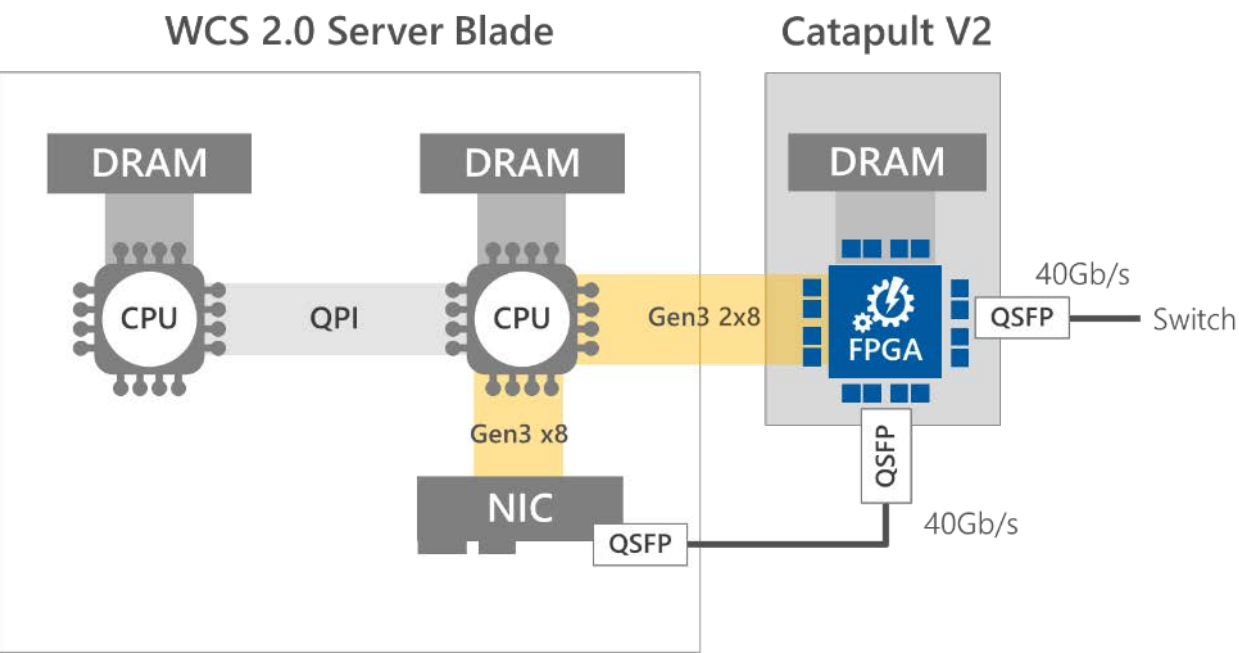 WCS 2.0 Server Blade
Catapult V2
DRAM
DRAM
DRAM
CPU
QPI
CPU
Gen3 2x8
FPGA
QSFP
40Gb/s
Switch
Gen3 x8
QSFP
NIC
QSFP
40Gb/s